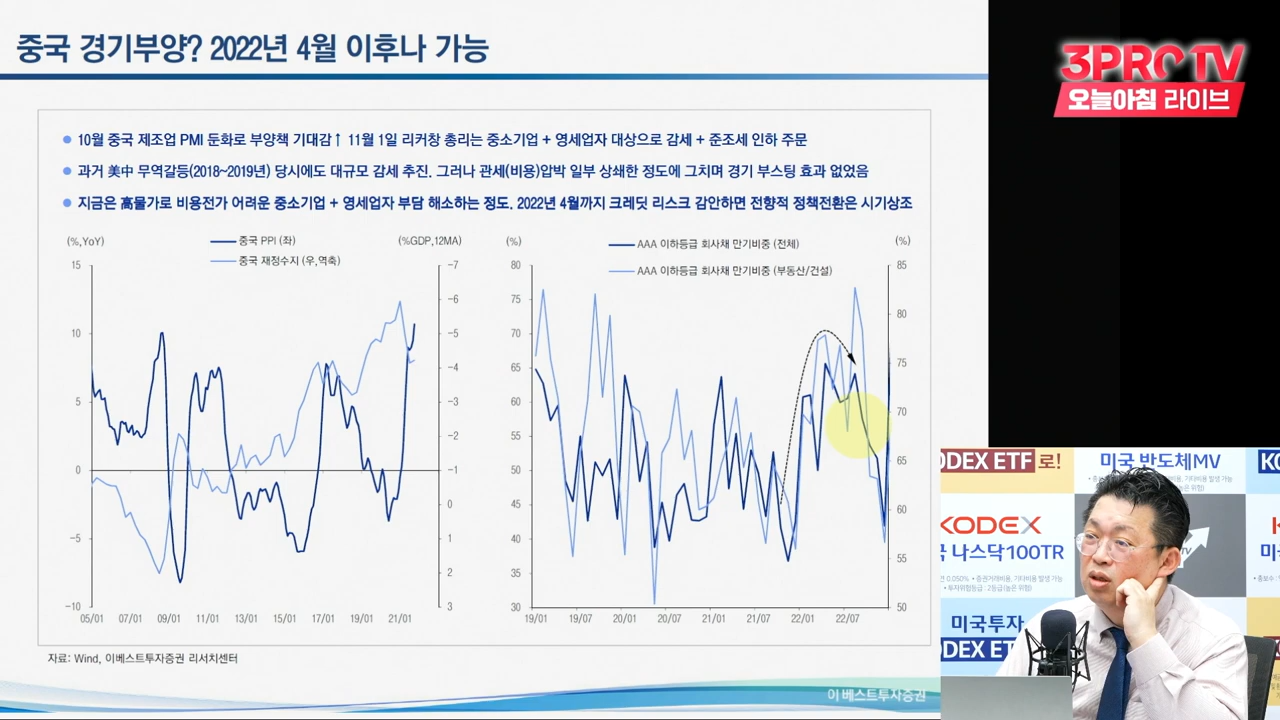 중국 경기부양? 2022년 4월 이후나 가능
3PRO TV
오늘아침 라이브
10월 중국 제조업 PMI 둔화로 부양책 기대감↑ 11월 1일 리커창 총리는 중소기업 + 영세업자 대상으로 감세 + 준조세 인하 주문
과거 美中 무역갈등(2018~2019년) 당시에도 대규모 감세 추진. 그러나 관세(비용)압박 일부 상쇄한 정도에 그치며 경기 부스팅 효과 없었음
지금은 高물가로 비용전가 어려운 중소기업 + 영세업자 부담 해소하는 정도. 2022년 4월까지 크레딧 리스크 감안하면 전향적 정책전환은 시기상조
(%,YoY)
중국 PPI (좌)
중국 재정수지 (우,역축)
(%GDP,12MA)
15
10
5
0
-5
-10
-7
-6
-5
-4
-3
-2
-1
0
1
2
3
05/01 07/01 09/01 11/01 13/01 15/01 17/01 19/01 21/01
(%)
AAA 이하등급 회사채 만기비중 (전체)
AAA 이하등급 회사채 만기비중 (부동산/건설)
(%)
80
75
70
65
60
55
50
45
40
35
30
85
80
75
70
65
60
55
50
19/01 19/07 20/01 20/07 21/01 21/07 22/01 22/07
자료: Wind, 이베스트투자증권 리서치센터
이베스트투자증권
ODEX ETF 로!
미국 반도체MV
KO
KODEX
나스닥100TR
미국투자
ODEX ET